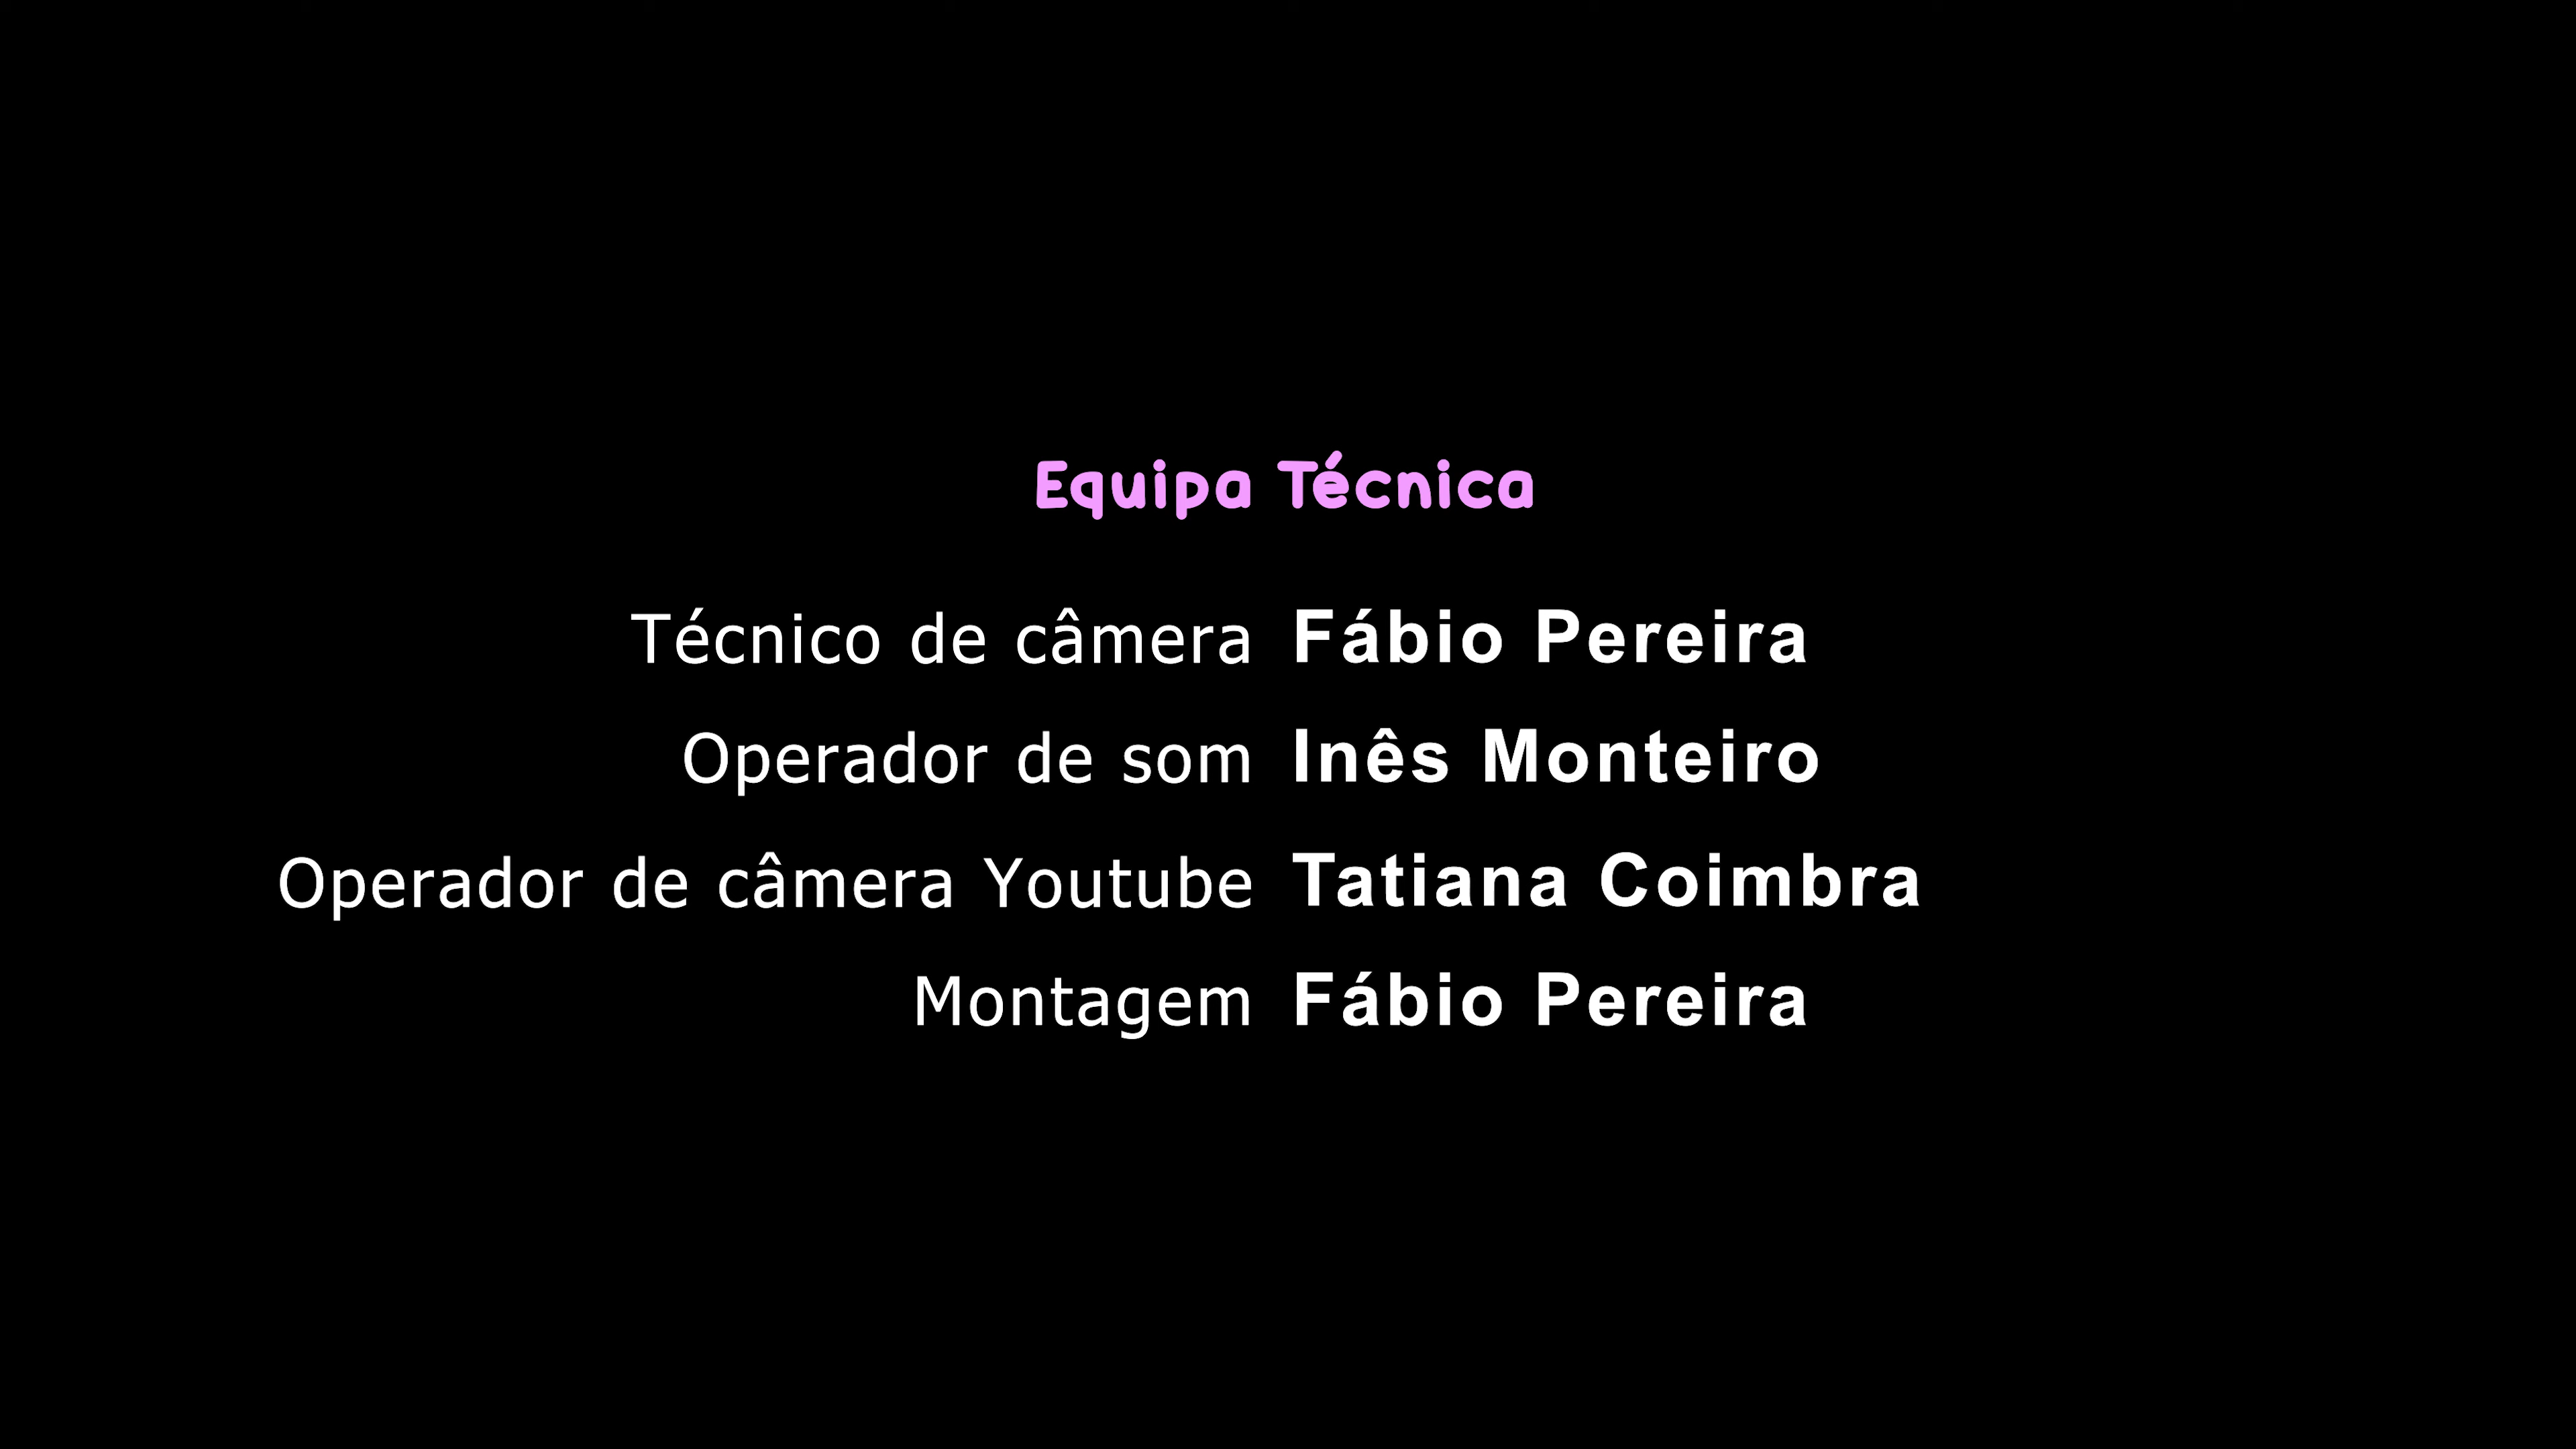 Equipa Técnica
Técnico de câmera Fábio Pereira
Operador de som Inês Monteiro
Operador de câmera Youtube Tatiana Coimbra
Montagem Fábio Pereira